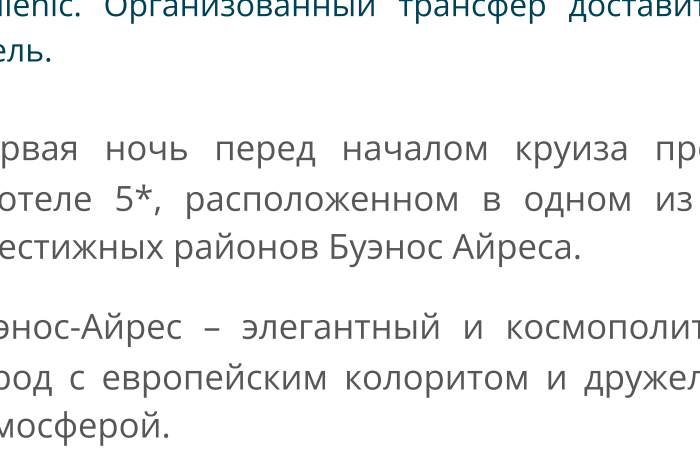 lenic. Организованный трансфер доставит
ель.
рвая ночь перед началом круиза пр
отеле 5*, расположенном в одном из
естижных районов Буэнос Айреса.
энос-Айрес – элегантный и космополит
род с европейским колоритом и дружел
мосферой.